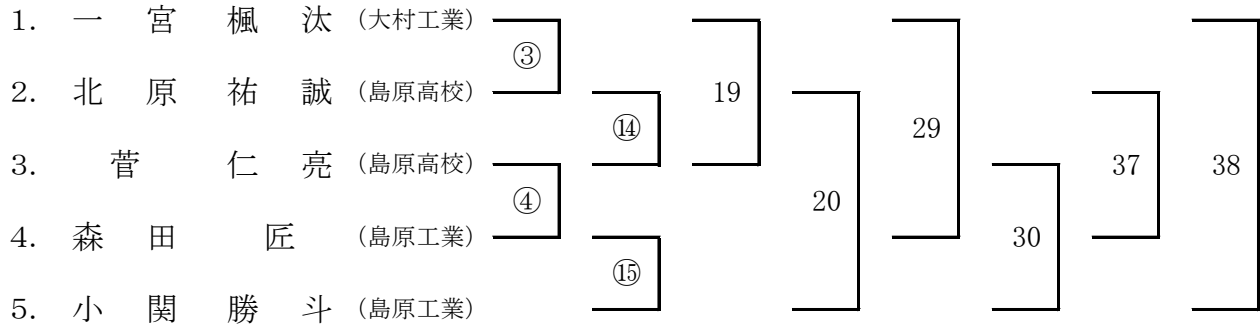 1. 一宮楓汰 (大村工業)
③
2. 北原祐誠 (島原高校)
19
⑭
29
3. 菅仁亮 (島原高校)
37
38
④
20
4. 森田匠 (島原工業)
30
⑮
5. 小関勝斗 (島原工業)